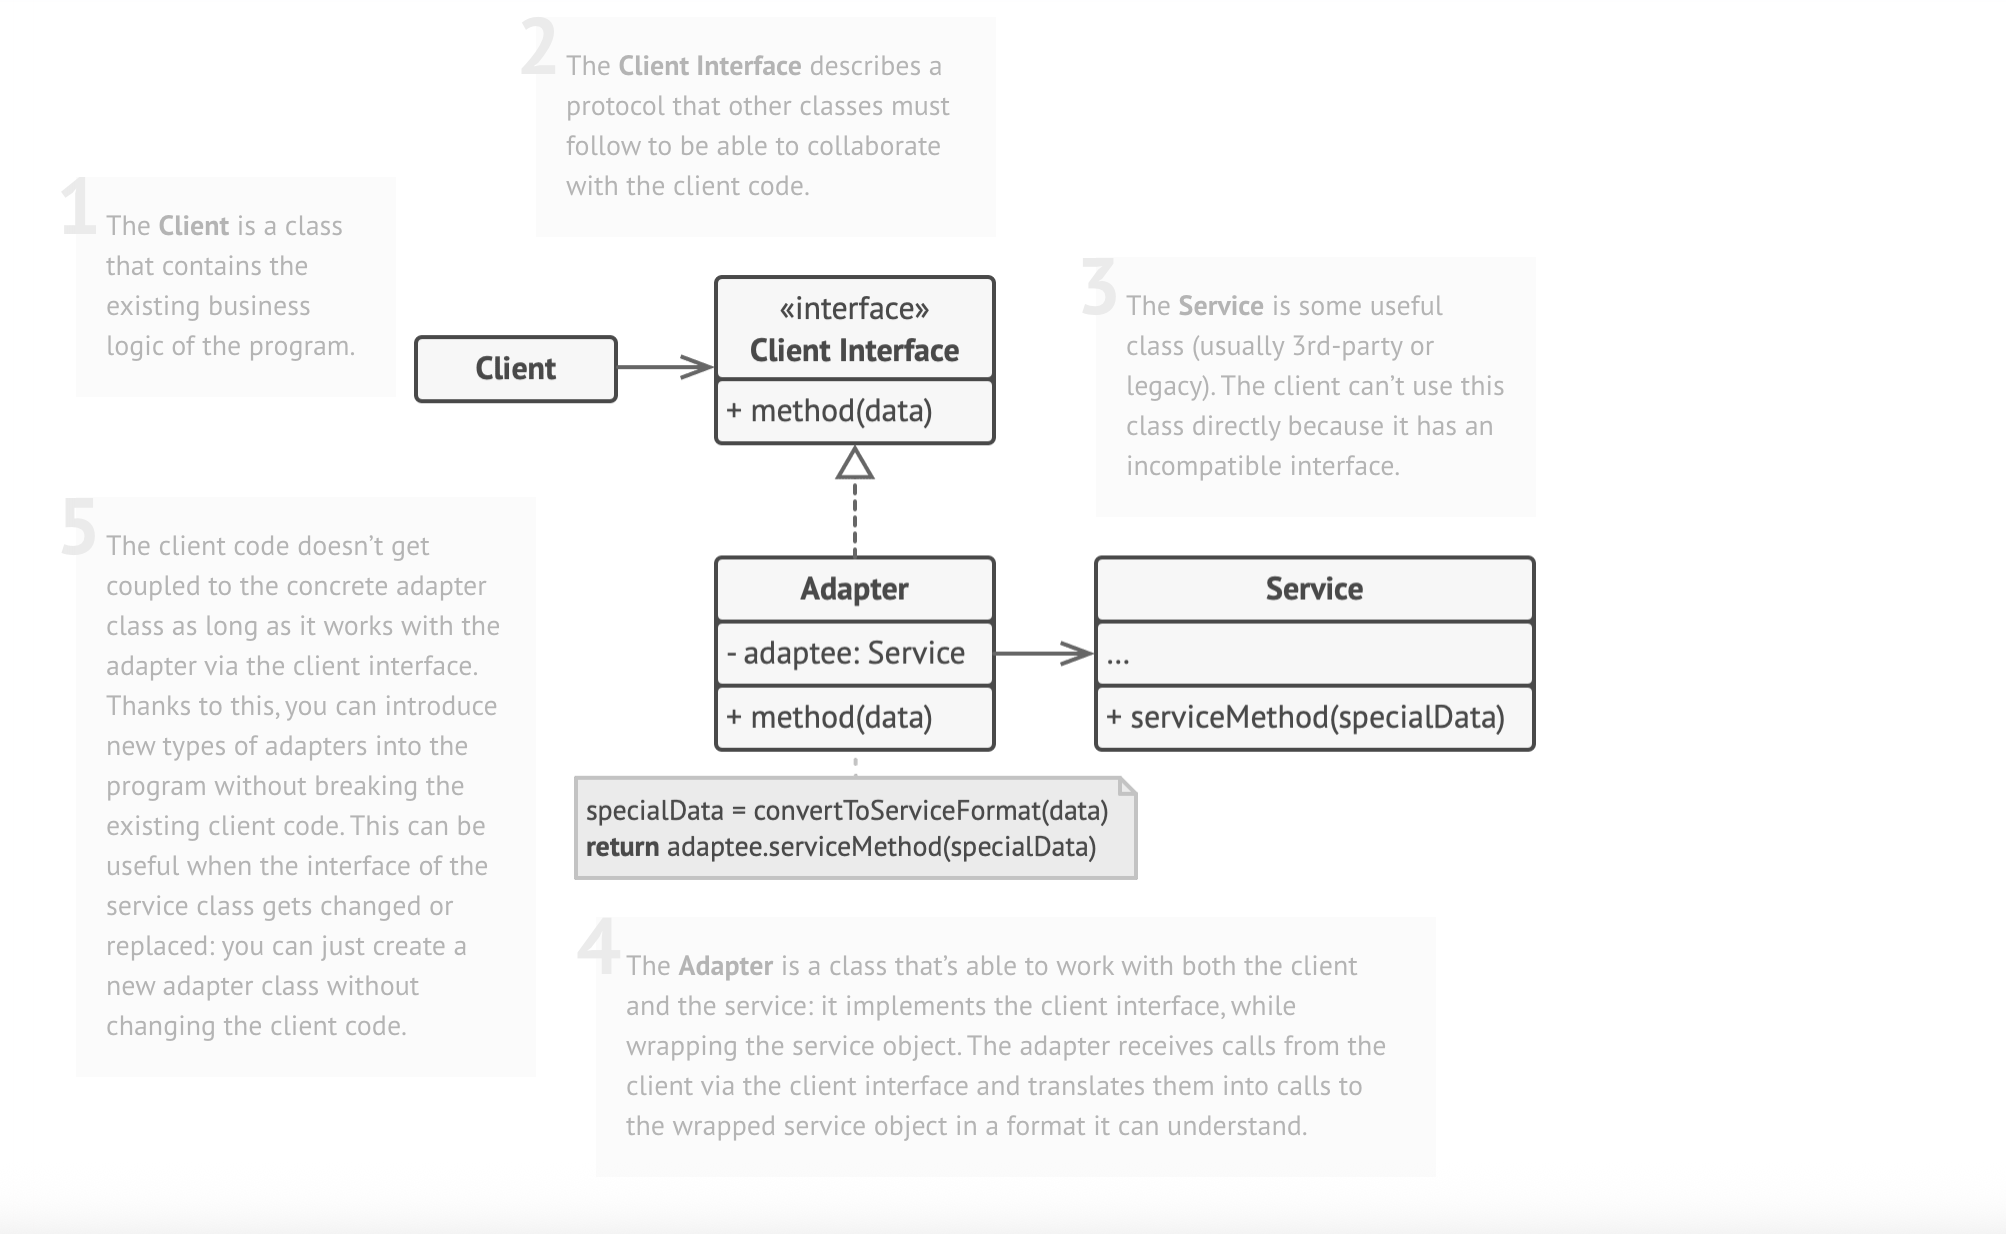 1
The Client is a class
that contains the
existing business
logic of the program.
2
The Client Interface describes a
protocol that other classes must
follow to be able to collaborate
with the client code.
Client
«interface»
Client Interface
+ method(data)
3
The Service is some useful
class (usually 3rd-party or
legacy). The client can’t use this
class directly because it has an
incompatible interface.
Adapter
- adaptee: Service
+ method(data)
Service
...
+ serviceMethod(specialData)
specialData = convertToServiceFormat(data)
return adaptee.serviceMethod(specialData)
4
The Adapter is a class that’s able to work with both the client
and the service: it implements the client interface, while
wrapping the service object. The adapter receives calls from the
client via the client interface and translates them into calls to
the wrapped service object in a format it can understand.
5
The client code doesn’t get
coupled to the concrete adapter
class as long as it works with the
adapter via the client interface.
Thanks to this, you can introduce
new types of adapters into the
program without breaking the
existing client code. This can be
useful when the interface of the
service class gets changed or
replaced: you can just create a
new adapter class without
changing the client code.